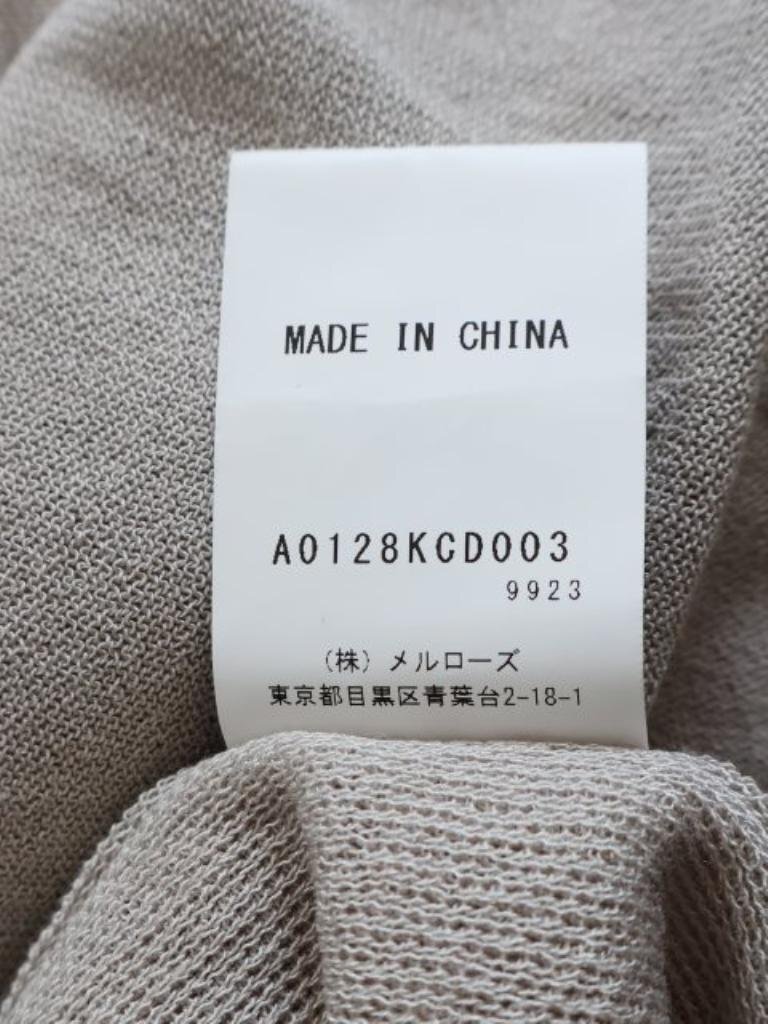 MADE IN CHINA
A0128KCD003
9923
(株)メルローズ
東京都目黒区青葉台2-18-1